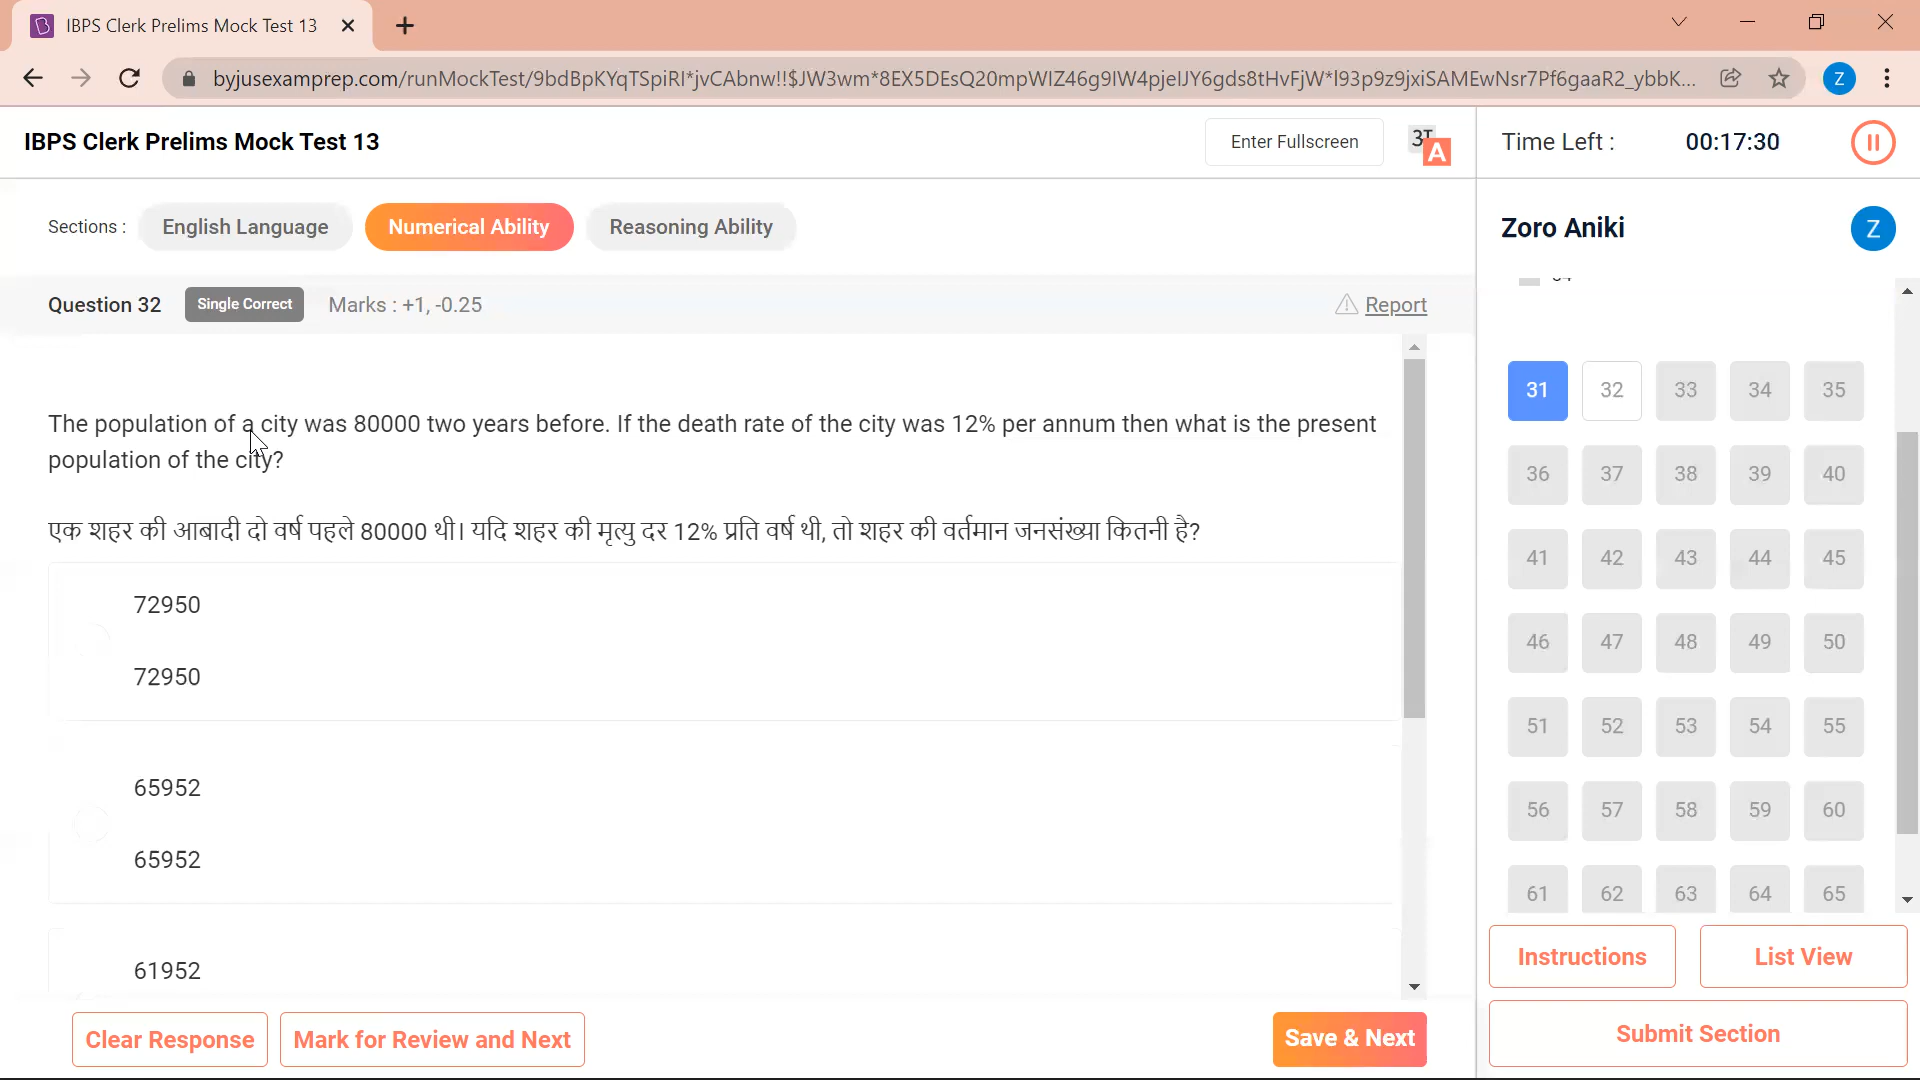 IBPS Clerk Prelims Mock Test 13
byjusexamprep.com/runMockTest/9bdBpKYqTSpiRI*jvCAbnw!!$JW3wm*8EX5DEsQ20mpWIZ46g9IW4pjeIJY6gds8tHvFjW*I93p9z9jxiSAMEwNsr7Pf6gaaR2_ybbK...
Z
IBPS Clerk Prelims Mock Test 13
Enter Fullscreen
A
Time Left : 00:17:30
Sections : English Language Numerical Ability Reasoning Ability
Zoro Aniki
Z
Question 32 Single Correct Marks : +1, -0.25
Report
The population of a city was 80000 two years before. If the death rate of the city was 12% per annum then what is the present
population of the city?
एक शहर की आबादी दो वर्ष पहले 80000 थी। यदि शहर की मृत्यु दर 12% प्रति वर्ष थी, तो शहर की वर्तमान जनसंख्या कितनी है?
72950
72950
65952
65952
61952
31 32 33 34 35
36 37 38 39 40
41 42 43 44 45
46 47 48 49 50
51 52 53 54 55
56 57 58 59 60
61 62 63 64 65
Instructions List View
Clear Response Mark for Review and Next Save & Next
Submit Section